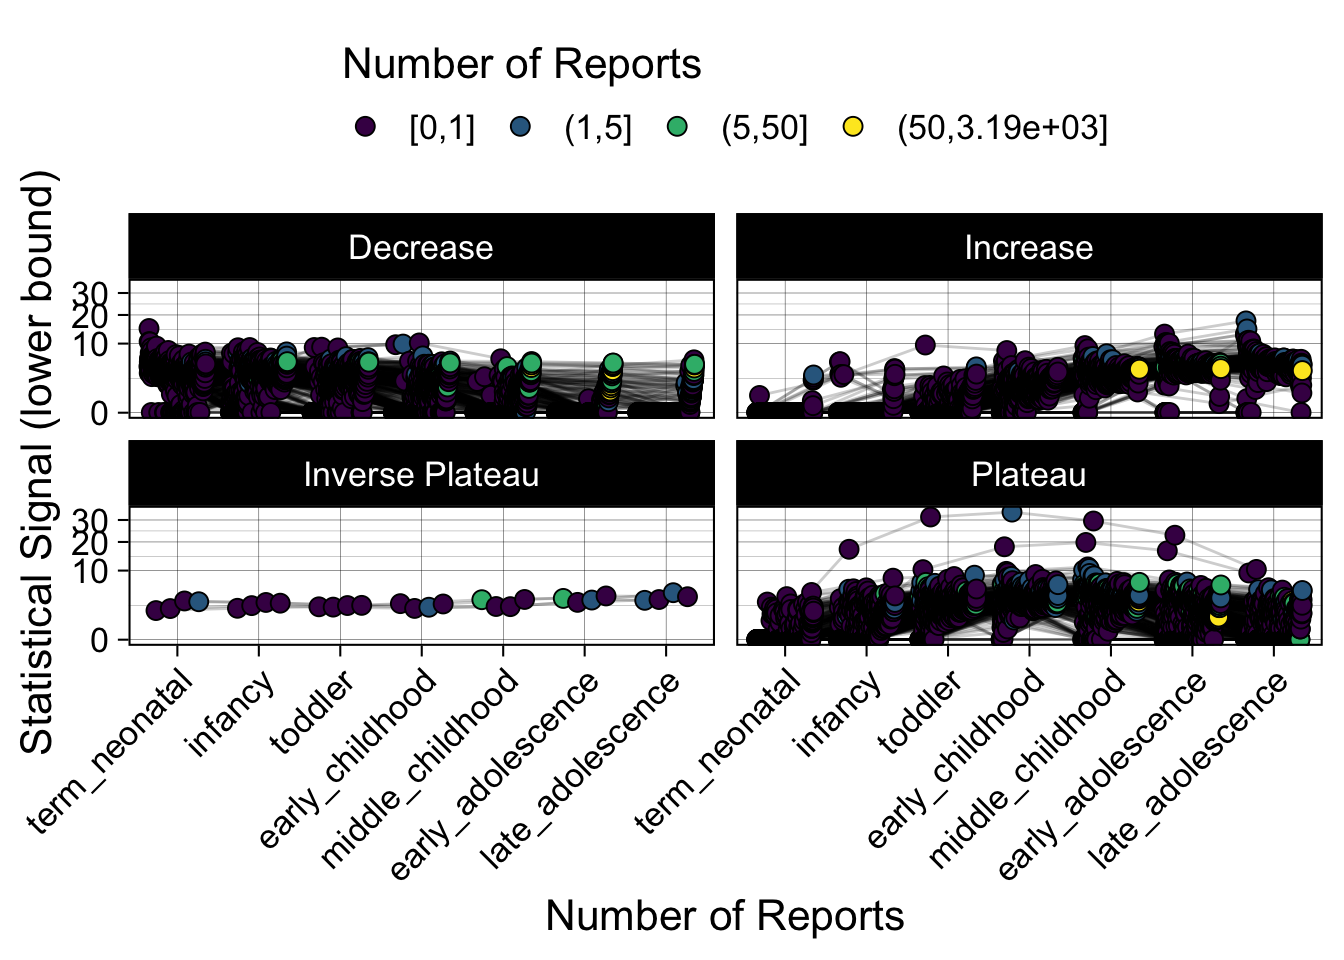 Number of Reports
[0,1] (1,5] (5,50] (50,3.19e+03]
Statistical Signal (lower bound)
Decrease
Increase
30
20
10
0
Inverse Plateau
Plateau
30
20
10
0
term_neonatal
infancy
toddler
early_childhood
middle_childhood
early_adolescence
late_adolescence
term_neonatal
infancy
toddler
early_childhood
middle_childhood
early_adolescence
late_adolescence
Number of Reports